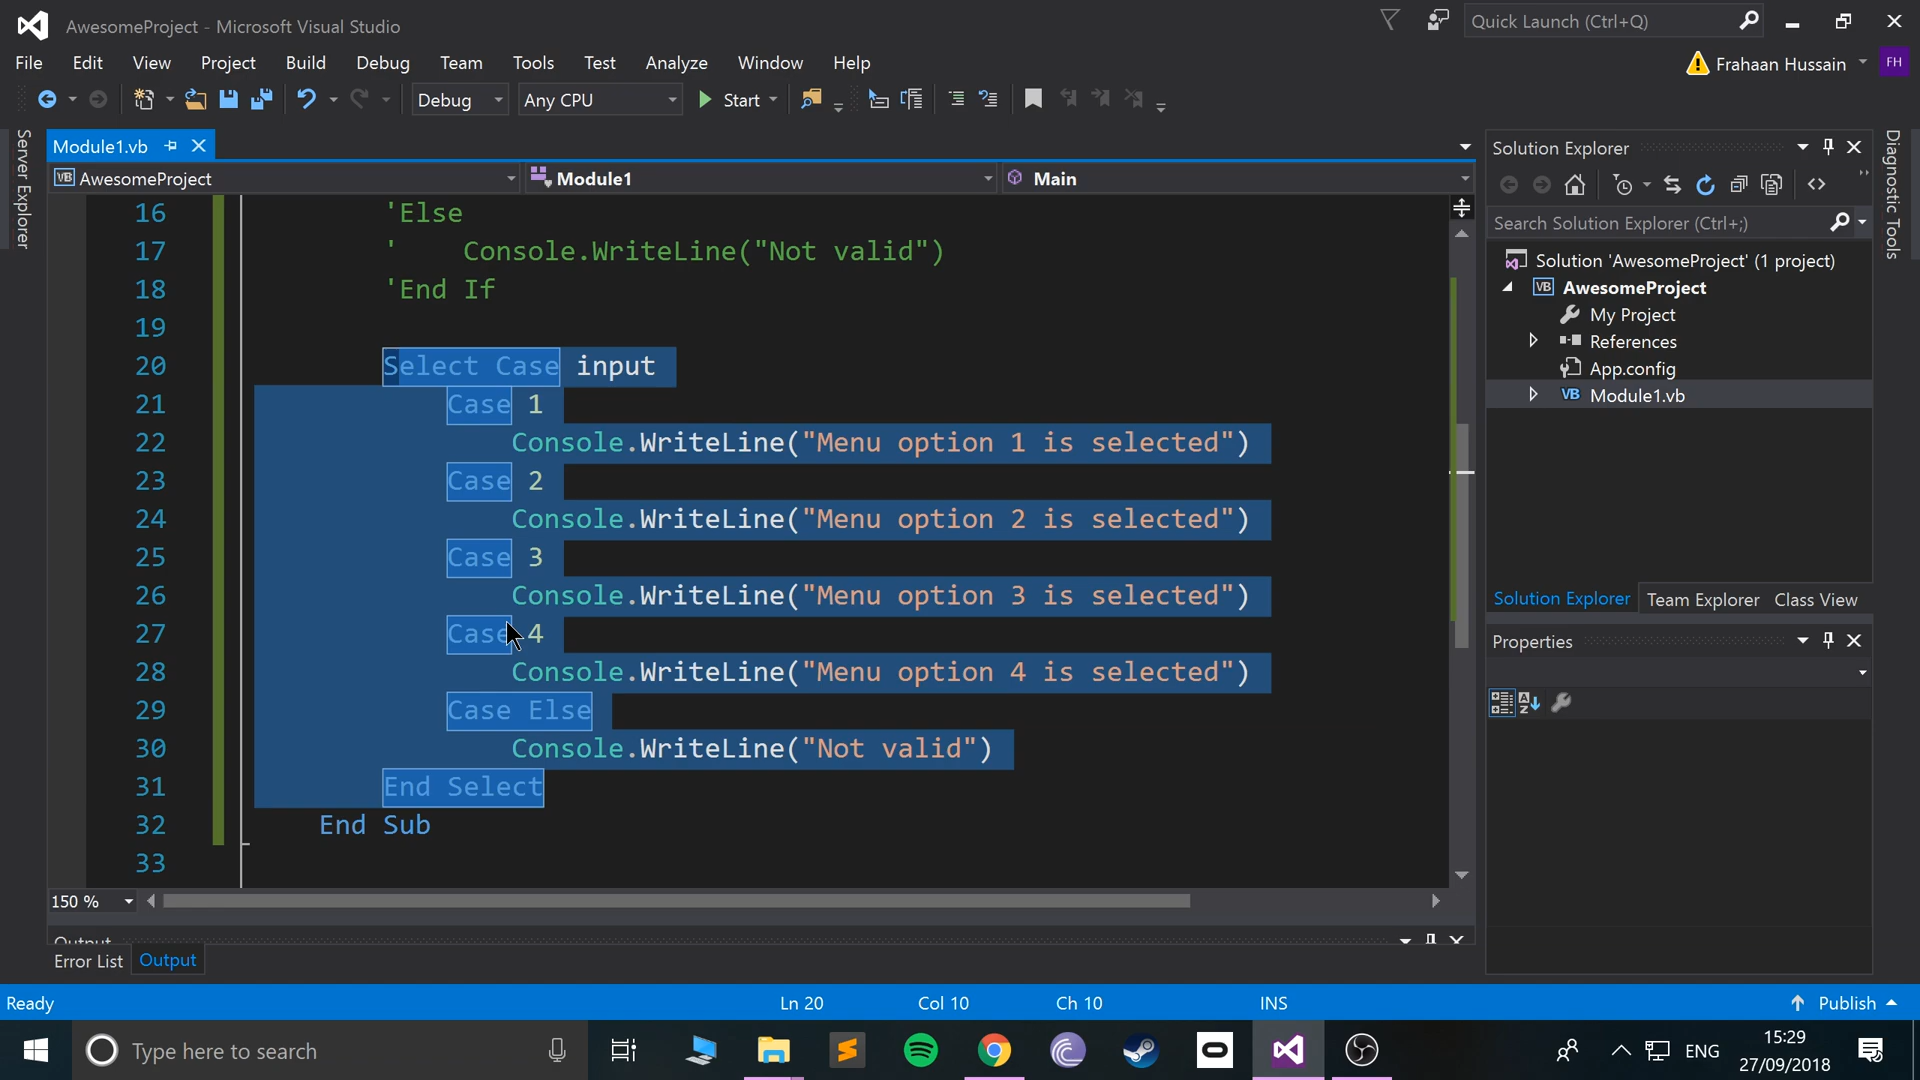 AwesomeProject - Microsoft Visual Studio
Quick Launch (Ctrl+Q)
File Edit View Project Build Debug Team Tools Test Analyze Window Help
Frahaan Hussain FH
Debug Any CPU Start
Server Explorer
Module1.vb
VB AwesomeProject Module1 Main
16 'Else
17 ' Console.WriteLine("Not valid")
18 'End If
19
20 Select Case input
21 Case 1
22 Console.WriteLine("Menu option 1 is selected")
23 Case 2
24 Console.WriteLine("Menu option 2 is selected")
25 Case 3
26 Console.WriteLine("Menu option 3 is selected")
27 Case 4
28 Console.WriteLine("Menu option 4 is selected")
29 Case Else
30 Console.WriteLine("Not valid")
31 End Select
32 End Sub
33
150 %
Output
Error List Output
Solution Explorer
Search Solution Explorer (Ctrl+;)
Solution 'AwesomeProject' (1 project)
VB AwesomeProject
My Project
References
App.config
VB Module1.vb
Solution Explorer Team Explorer Class View
Properties
Diagnostic Tools
Ready Ln 20 Col 10 Ch 10 INS Publish
Type here to search
ENG
15:29
27/09/2018